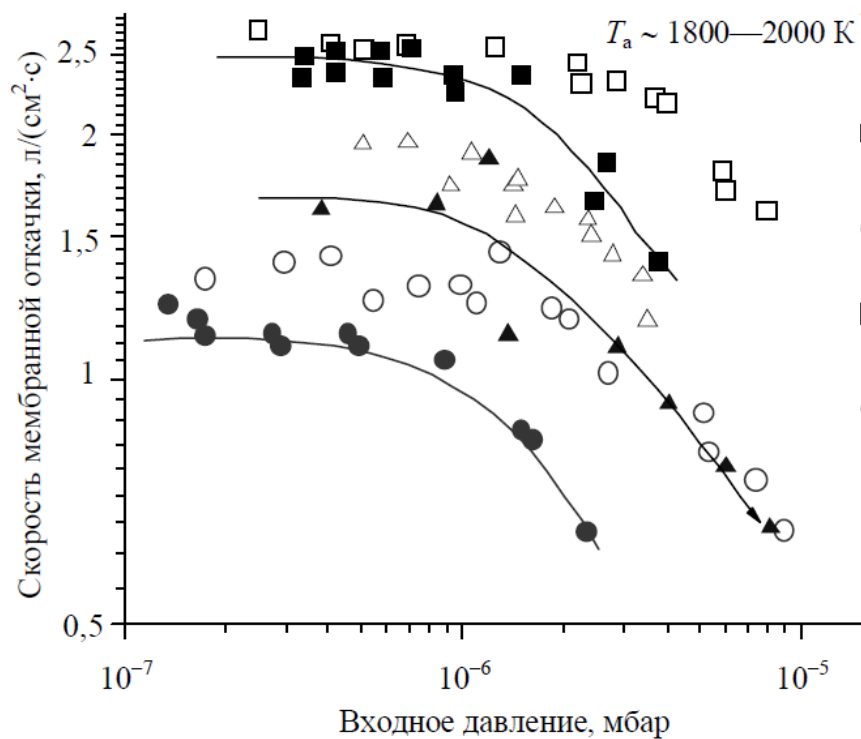 T_a ~ 1800—2000 К
Скорость мембранной откачки, л/(см²·с)
2,5
2
1,5
1
0,5
10⁻⁷
10⁻⁶
10⁻⁵
Входное давление, мбар